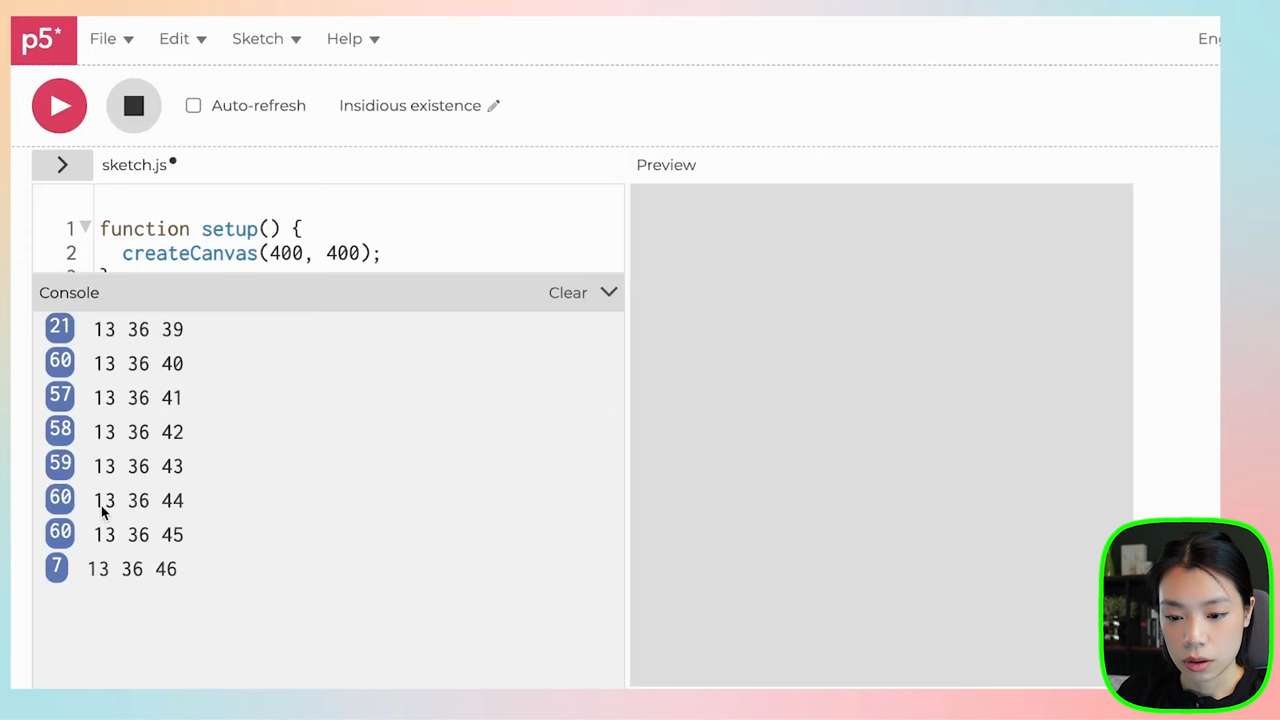 p5* File Edit Sketch Help Eng
Auto-refresh Insidious existence
sketch.js Preview
1 function setup() {
2 createCanvas(400, 400);
}
Console Clear
21 13 36 39
60 13 36 40
57 13 36 41
58 13 36 42
59 13 36 43
60 13 36 44
60 13 36 45
7 13 36 46